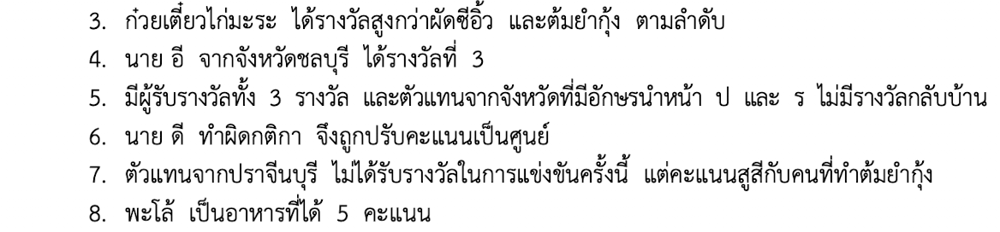 3. ก๋วยเตี๋ยวไก่มะระ ได้รางวัลสูงกว่าผัดซีอิ้ว และต้มยำกุ้ง ตามลำดับ
4. นาย อี จากจังหวัดชลบุรี ได้รางวัลที่ 3
5. มีผู้รับรางวัลทั้ง 3 รางวัล และตัวแทนจากจังหวัดที่มีอักษรนำหน้า ป และ ร ไม่มีรางวัลกลับบ้าน
6. นาย ดี ทำผิดกติกา จึงถูกปรับคะแนนเป็นศูนย์
7. ตัวแทนจากปราจีนบุรี ไม่ได้รับรางวัลในการแข่งขันครั้งนี้ แต่คะแนนสูสีกับคนที่ทำต้มยำกุ้ง
8. พะโล้ เป็นอาหารที่ได้ 5 คะแนน